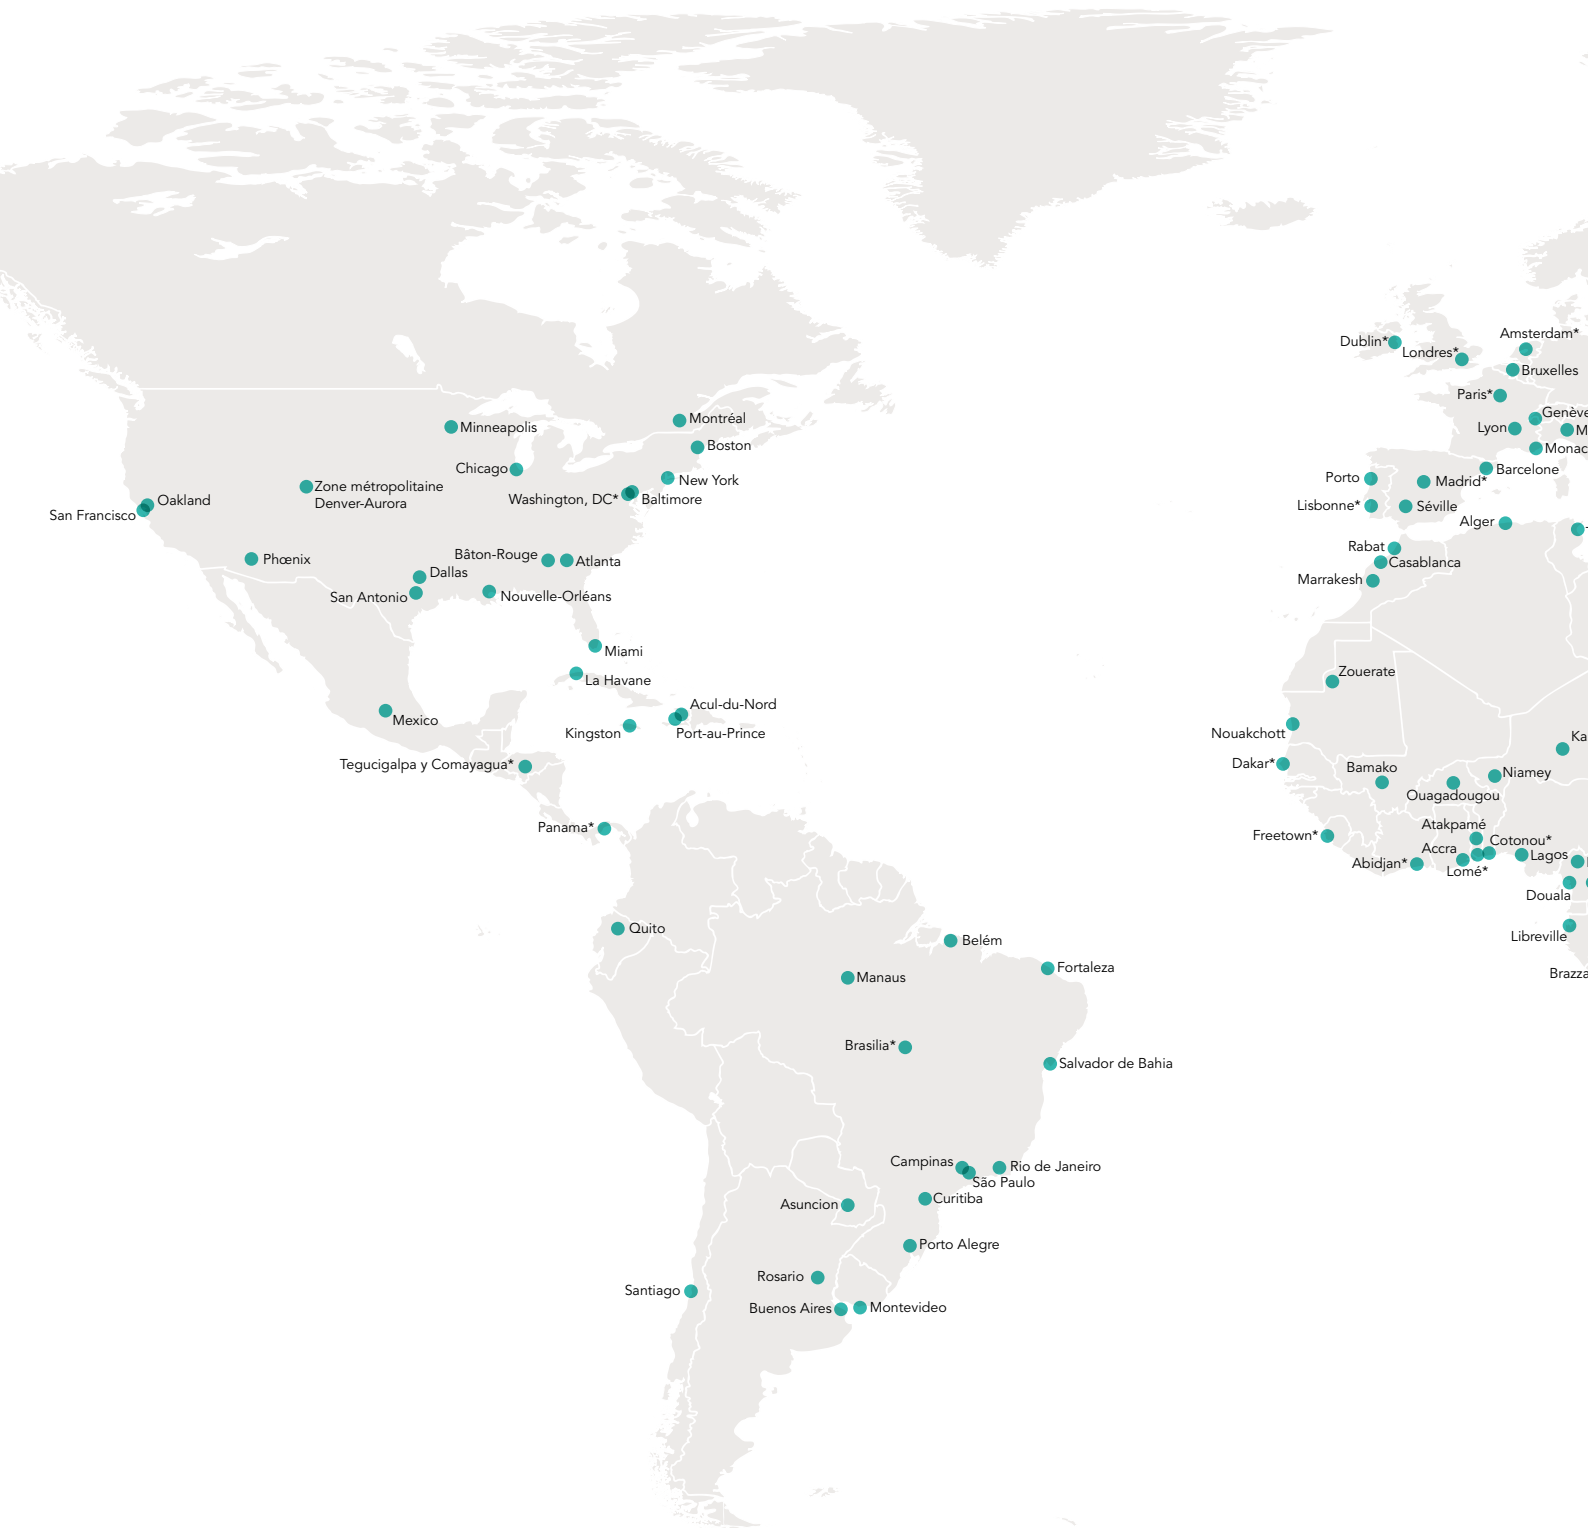 Amsterdam*
Dublin*
Londres*
Bruxelles
Paris*
Genève
Lyon
Monac
Montréal
Minneapolis
Boston
Chicago
New York
Washington, DC*
Baltimore
Zone métropolitaine
Denver-Aurora
Oakland
San Francisco
Phœnix
Bâton-Rouge
Atlanta
Dallas
San Antonio
Nouvelle-Orléans
Miami
La Havane
Mexico
Acul-du-Nord
Kingston
Port-au-Prince
Tegucigalpa y Comayagua*
Panama*
Barcelone
Porto
Madrid*
Lisbonne*
Séville
Alger
Rabat
Casablanca
Marrakesh
Zouerate
Nouakchott
Ka
Dakar*
Bamako
Niamey
Ouagadougou
Atakpamé
Freetown*
Cotonou*
Accra
Lagos
Abidjan*
Lomé*
Douala
Libreville
Brazza
Quito
Belém
Manaus
Fortaleza
Brasilia*
Salvador de Bahia
Campinas
Rio de Janeiro
São Paulo
Curitiba
Asuncion
Porto Alegre
Rosario
Santiago
Buenos Aires
Montevideo